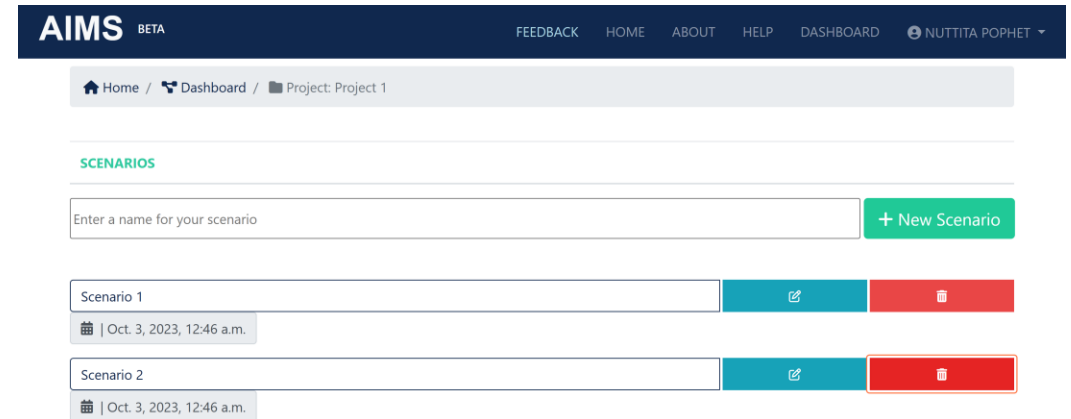 AIMS BETA FEEDBACK HOME ABOUT HELP DASHBOARD NUTTITA POPHET
Home / Dashboard / Project: Project 1
SCENARIOS
Enter a name for your scenario + New Scenario
Scenario 1
| Oct. 3, 2023, 12:46 a.m.
Scenario 2
| Oct. 3, 2023, 12:46 a.m.